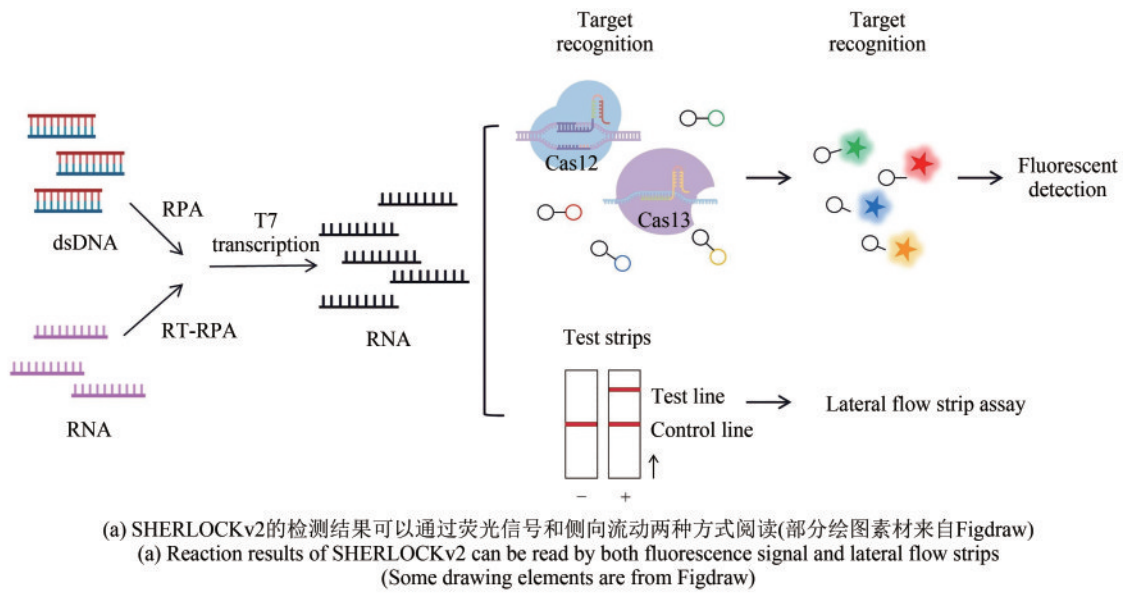 Target
recognition
Target
recognition
Cas12
Cas13
Fluorescent
detection
dsDNA
RPA
T7
transcription
RT-RPA
RNA
RNA
Test strips
Test line
Control line
Lateral flow strip assay
− +
(a) SHERLOCKv2的检测结果可以通过荧光信号和侧向流动两种方式阅读(部分绘图素材来自Figdraw)
(a) Reaction results of SHERLOCKv2 can be read by both fluorescence signal and lateral flow strips
(Some drawing elements are from Figdraw)